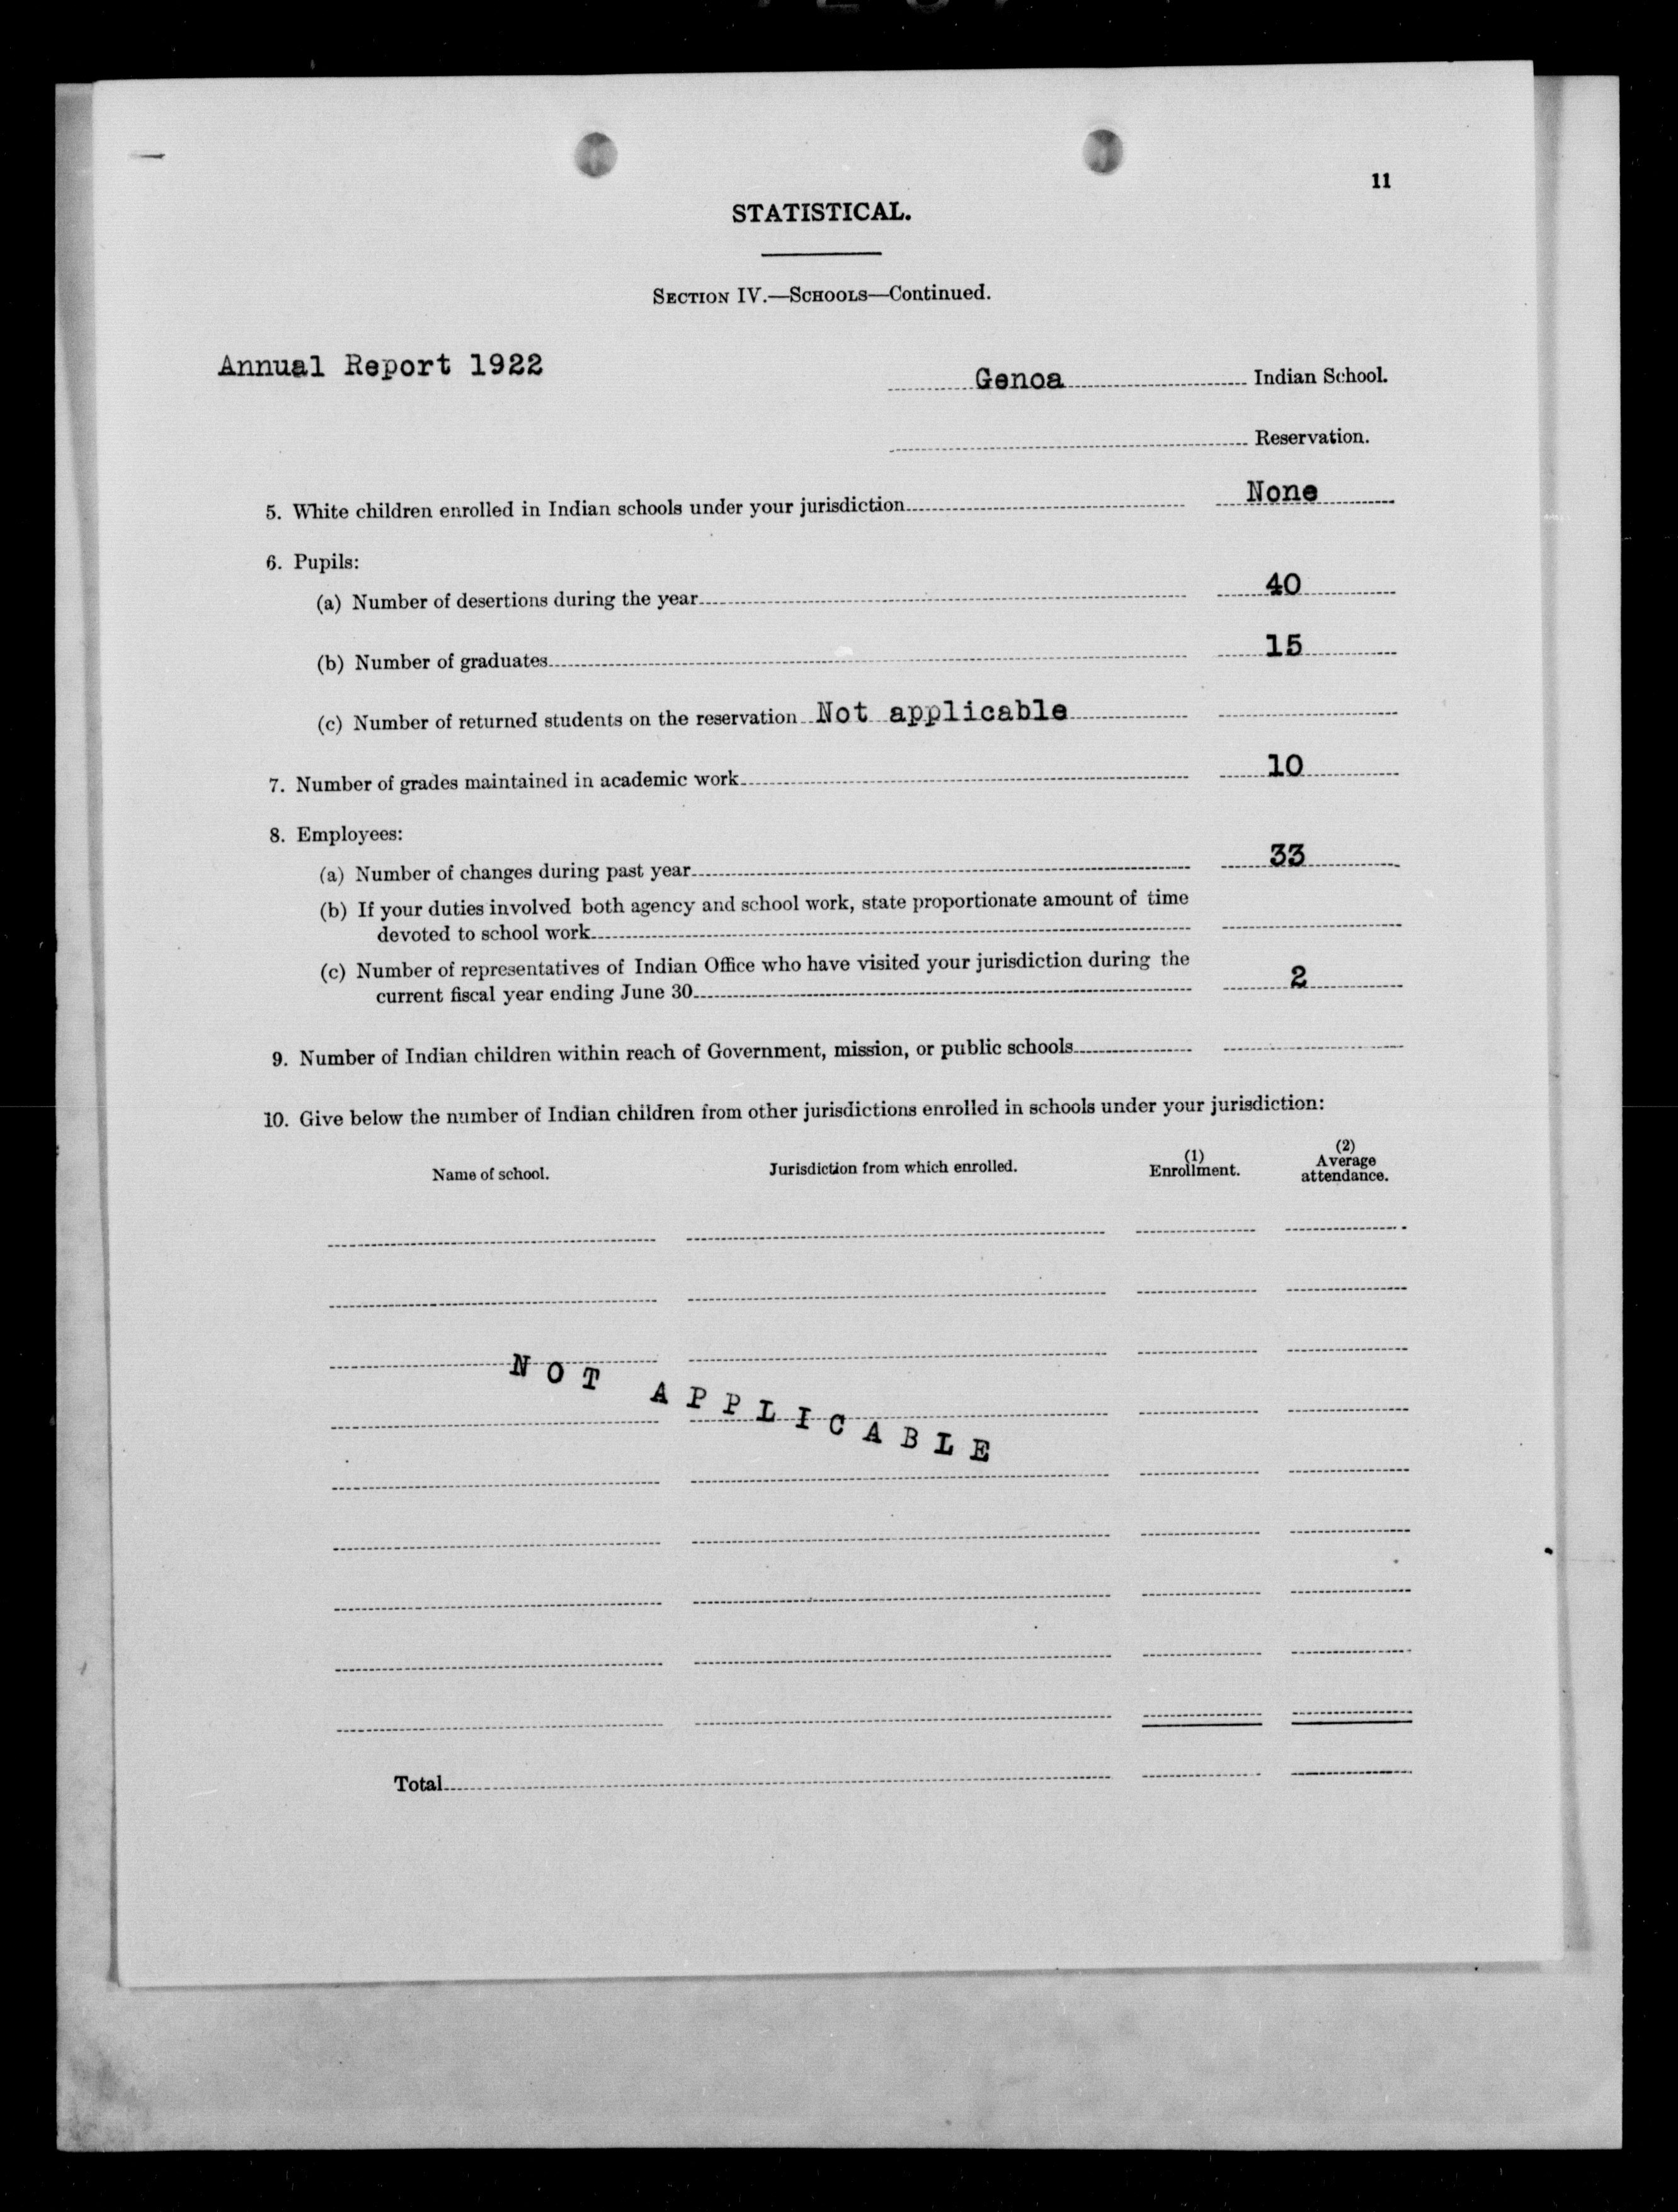 11
STATISTICAL.
SECTION IV.—SCHOOLS—Continued.
Annual Report 1922
Genoa Indian School.
Reservation.
5. White children enrolled in Indian schools under your jurisdiction None
6. Pupils:
(a) Number of desertions during the year 40
(b) Number of graduates 15
(c) Number of returned students on the reservation Not applicable
7. Number of grades maintained in academic work 10
8. Employees:
(a) Number of changes during past year 33
(b) If your duties involved both agency and school work, state proportionate amount of time
devoted to school work
(c) Number of representatives of Indian Office who have visited your jurisdiction during the
current fiscal year ending June 30 2
9. Number of Indian children within reach of Government, mission, or public schools
10. Give below the number of Indian children from other jurisdictions enrolled in schools under your jurisdiction:
Name of school. Jurisdiction from which enrolled. (1) Enrollment. (2) Average attendance.
NOT APPLICABLE
Total